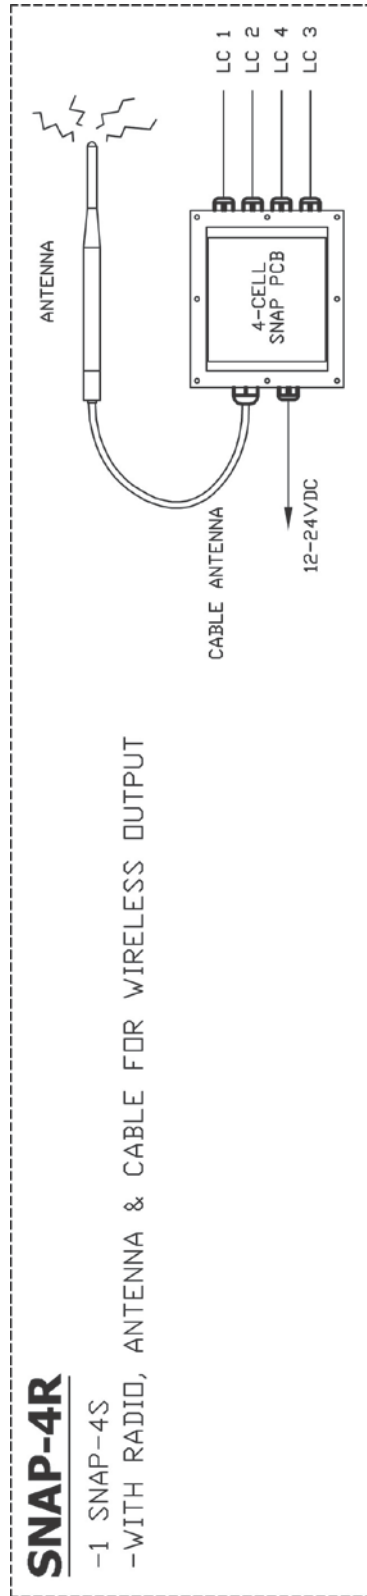 SNAP-4R
-1 SNAP-4S
-WITH RADIO, ANTENNA & CABLE FOR WIRELESS OUTPUT
ANTENNA
CABLE ANTENNA
12-24VDC
4-CELL
SNAP PCB
LC 1
LC 2
LC 4
LC 3